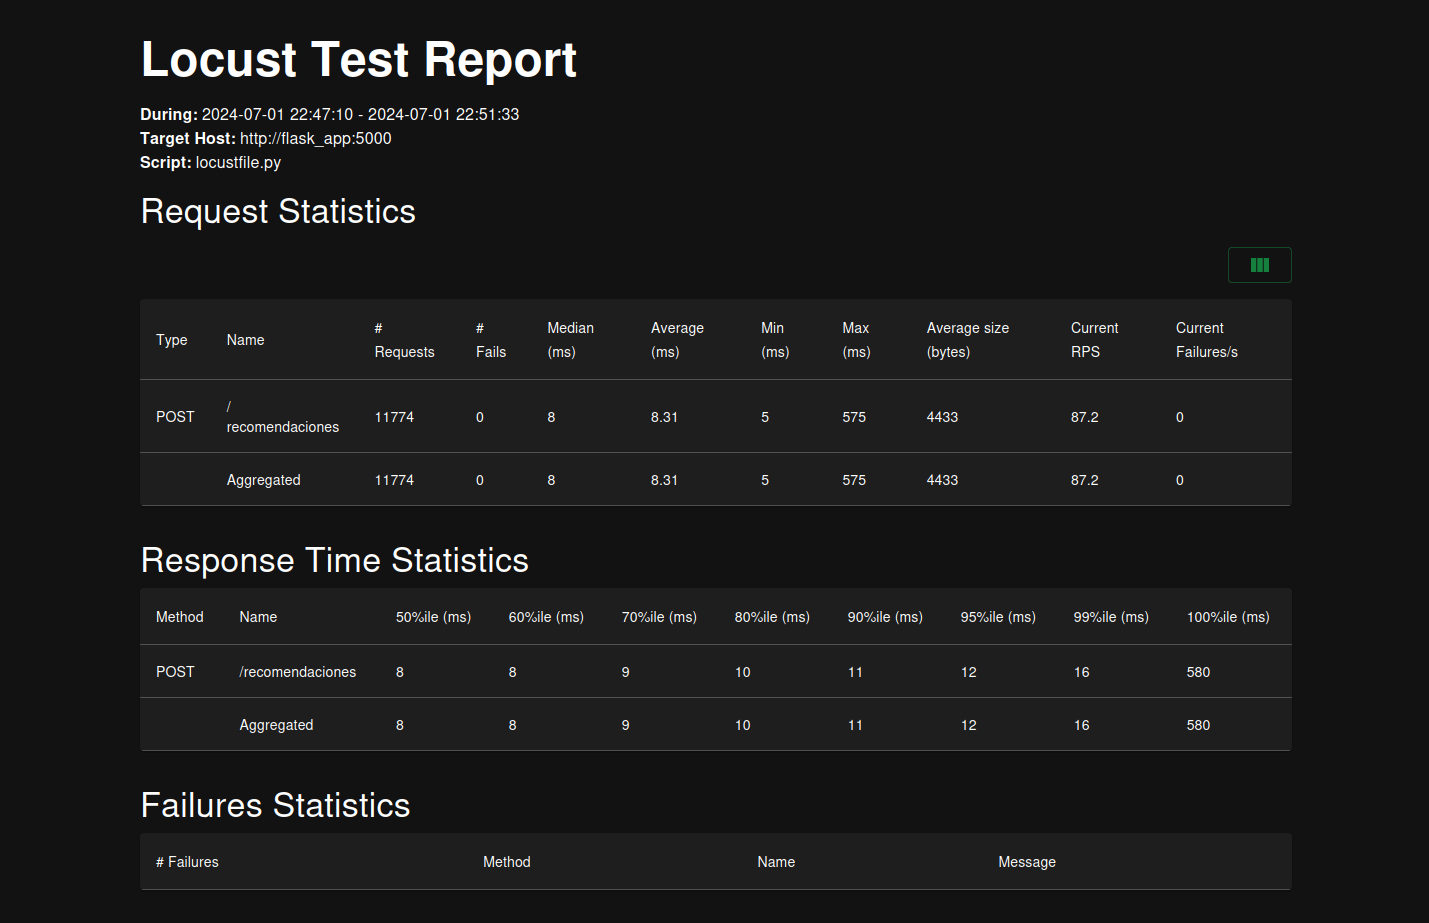 Locust Test Report
During: 2024-07-01 22:47:10 - 2024-07-01 22:51:33
Target Host: http://flask_app:5000
Script: locustfile.py
Request Statistics
Type Name # Requests # Fails Median (ms) Average (ms) Min (ms) Max (ms) Average size (bytes) Current RPS Current Failures/s
POST / recomendaciones 11774 0 8 8.31 5 575 4433 87.2 0
Aggregated 11774 0 8 8.31 5 575 4433 87.2 0
Response Time Statistics
Method Name 50%ile (ms) 60%ile (ms) 70%ile (ms) 80%ile (ms) 90%ile (ms) 95%ile (ms) 99%ile (ms) 100%ile (ms)
POST /recomendaciones 8 8 9 10 11 12 16 580
Aggregated 8 8 9 10 11 12 16 580
Failures Statistics
# Failures Method Name Message